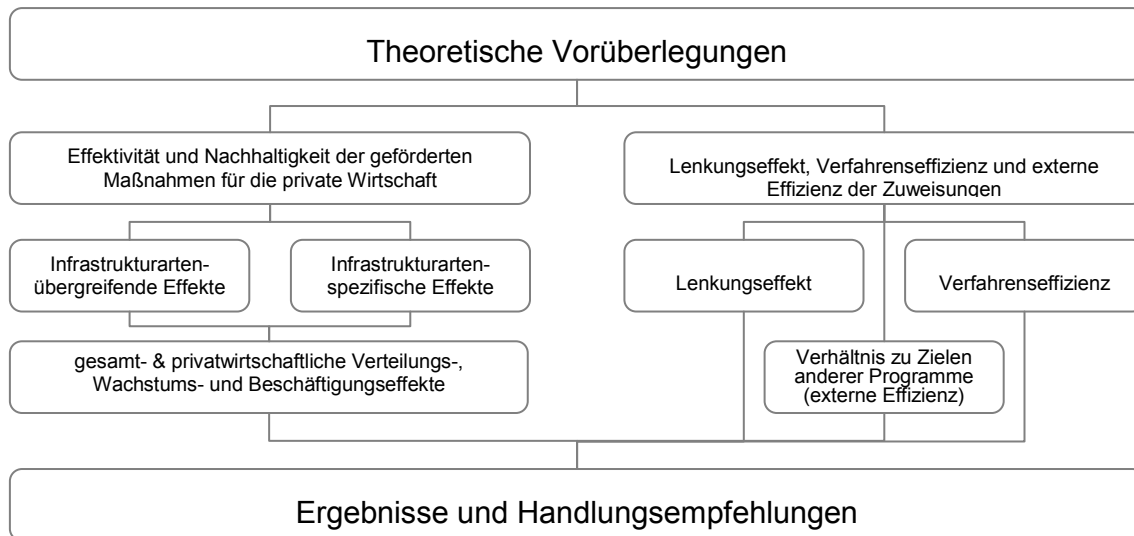 Theoretische Vorüberlegungen
Effektivität und Nachhaltigkeit der geförderten
Maßnahmen für die private Wirtschaft
Lenkungseffekt, Verfahrenseffizienz und externe
Effizienz der Zuweisungen
Infrastrukturarten-
übergreifende Effekte
Infrastrukturarten-
spezifische Effekte
Lenkungseffekt
Verfahrenseffizienz
gesamt- & privatwirtschaftliche Verteilungs-,
Wachstums- und Beschäftigungseffekte
Verhältnis zu Zielen
anderer Programme
(externe Effizienz)
Ergebnisse und Handlungsempfehlungen